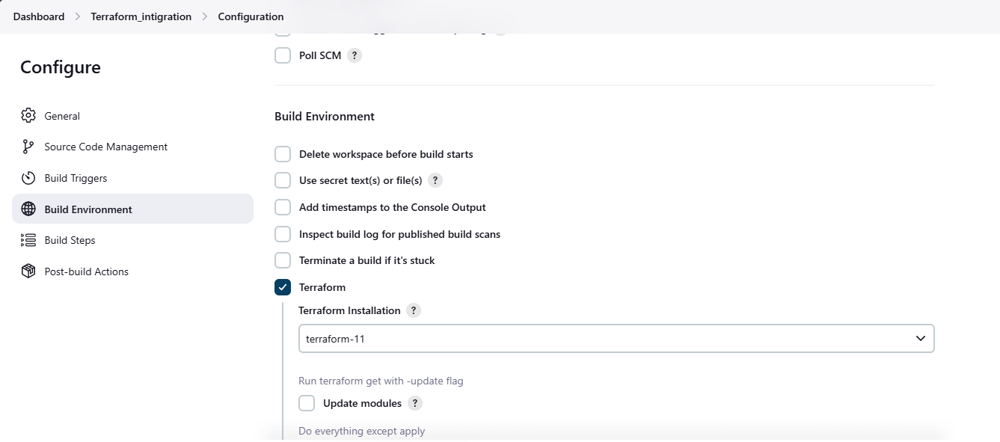 Dashboard > Terraform_intigration > Configuration
Configure
General
Source Code Management
Build Triggers
Build Environment
Build Steps
Post-build Actions
Poll SCM ?
Build Environment
Delete workspace before build starts
Use secret text(s) or file(s) ?
Add timestamps to the Console Output
Inspect build log for published build scans
Terminate a build if it's stuck
Terraform
Terraform Installation ?
terraform-11
Run terraform get with -update flag
Update modules ?
Do everything except apply